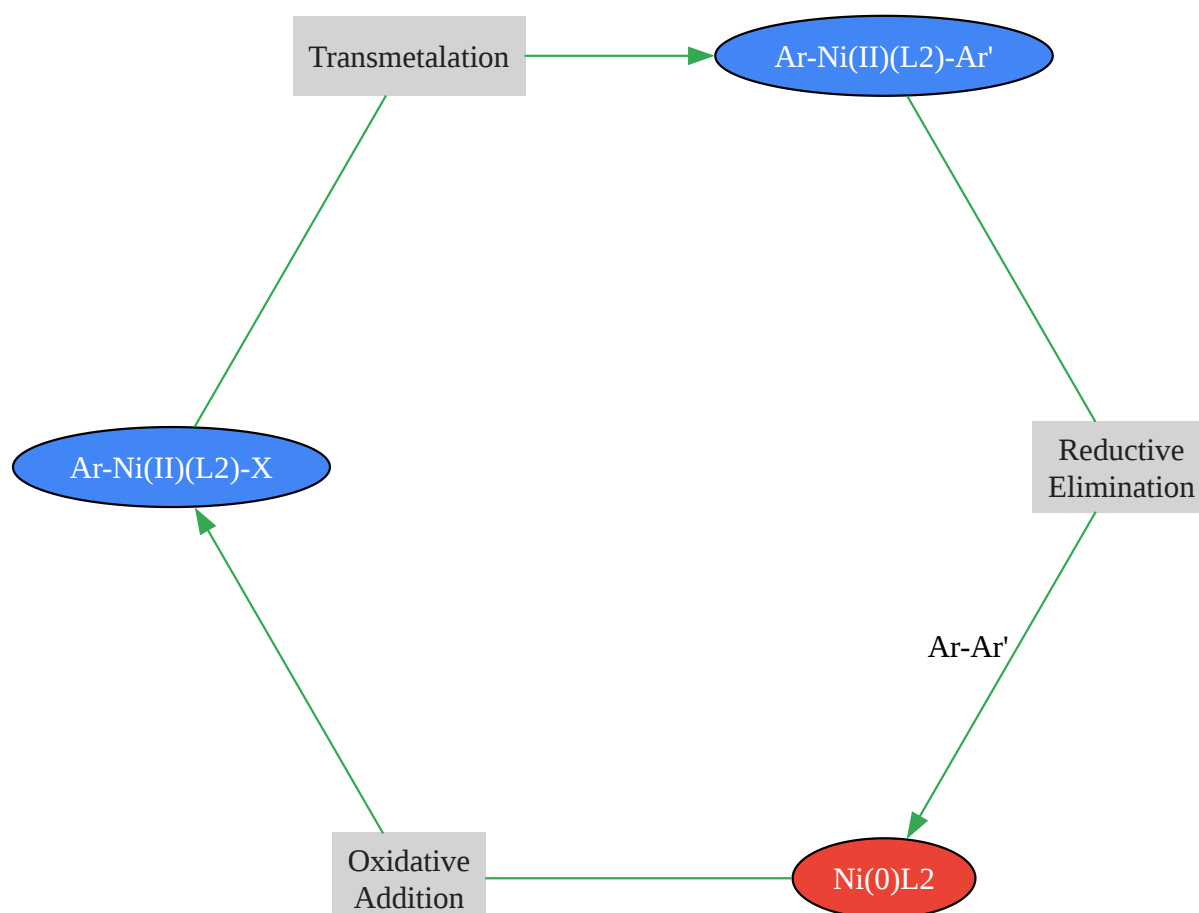 Transmetalation
Ar-Ni(II)(L2)-Ar'
Reductive
Elimination
Ar-Ni(II)(L2)-X
Ar-Ar'
Oxidative
Addition
Ni(0)L2